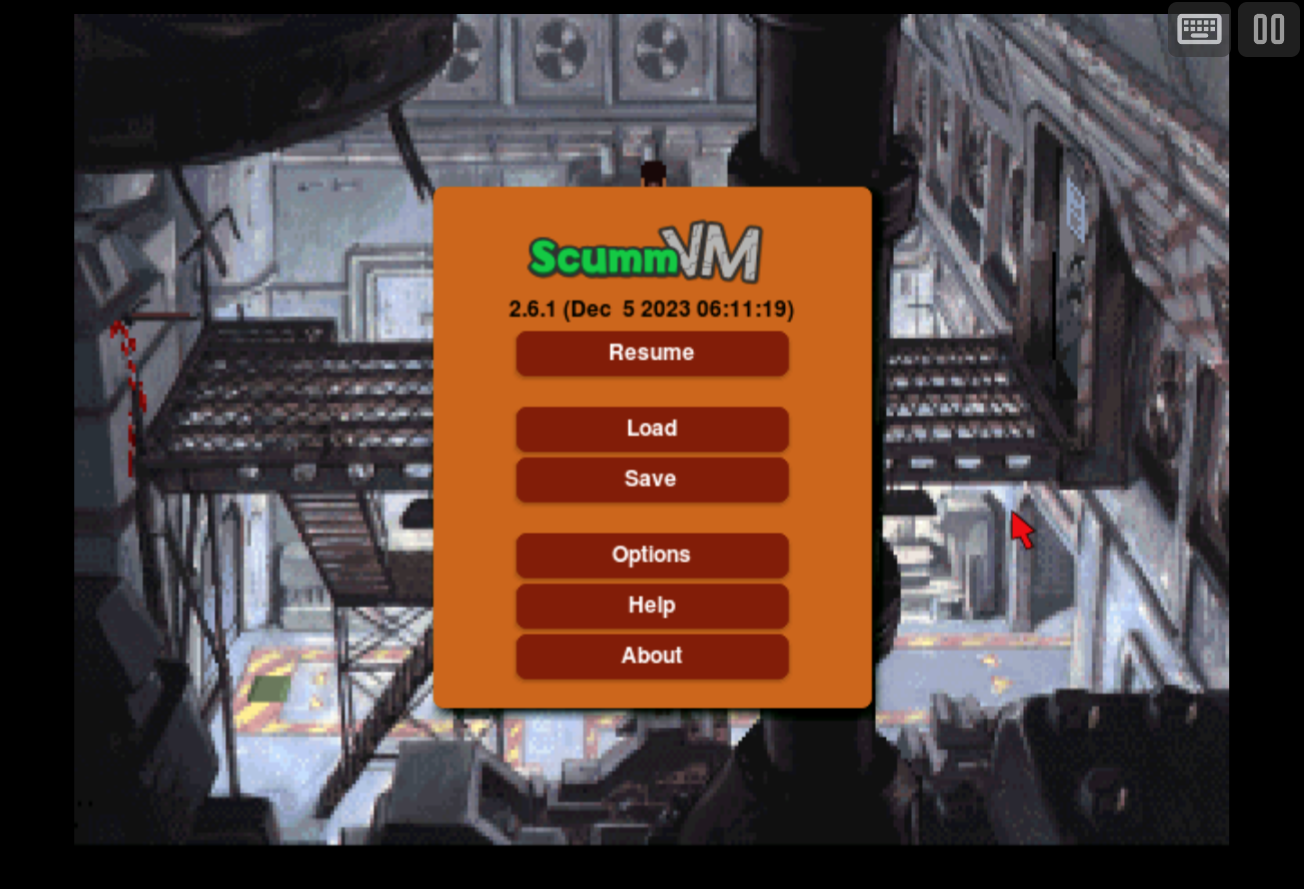 ScummVM
2.6.1 (Dec  5 2023 06:11:19)
Resume
Load
Save
Options
Help
About